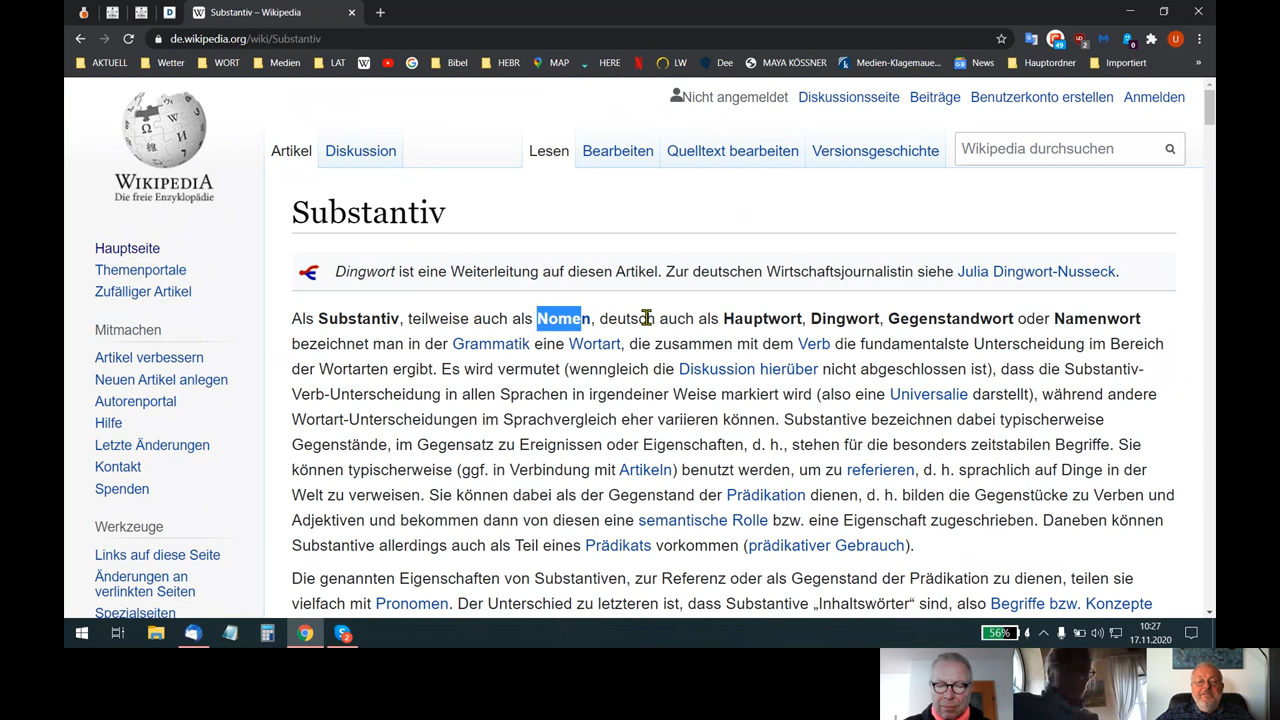 Substantiv – Wikipedia
de.wikipedia.org/wiki/Substantiv
49 2 0 U
AKTUELL Wetter WORT Medien LAT Bibel HEBR MAP HERE LW Dee MAYA KÖSSNER Medien-Klagemaue... News Hauptordner Importiert »
Nicht angemeldet Diskussionsseite Beiträge Benutzerkonto erstellen Anmelden
Artikel Diskussion Lesen Bearbeiten Quelltext bearbeiten Versionsgeschichte Wikipedia durchsuchen
WIKIPEDIA
Die freie Enzyklopädie
Hauptseite
Themenportale
Zufälliger Artikel
Mitmachen
Artikel verbessern
Neuen Artikel anlegen
Autorenportal
Hilfe
Letzte Änderungen
Kontakt
Spenden
Werkzeuge
Links auf diese Seite
Änderungen an
verlinkten Seiten
Spezialseiten
Substantiv
Dingwort ist eine Weiterleitung auf diesen Artikel. Zur deutschen Wirtschaftsjournalistin siehe Julia Dingwort-Nusseck.
Als Substantiv, teilweise auch als Nomen, deutsch auch als Hauptwort, Dingwort, Gegenstandwort oder Namenwort
bezeichnet man in der Grammatik eine Wortart, die zusammen mit dem Verb die fundamentalste Unterscheidung im Bereich
der Wortarten ergibt. Es wird vermutet (wenngleich die Diskussion hierüber nicht abgeschlossen ist), dass die Substantiv-
Verb-Unterscheidung in allen Sprachen in irgendeiner Weise markiert wird (also eine Universalie darstellt), während andere
Wortart-Unterscheidungen im Sprachvergleich eher variieren können. Substantive bezeichnen dabei typischerweise
Gegenstände, im Gegensatz zu Ereignissen oder Eigenschaften, d. h., stehen für die besonders zeitstabilen Begriffe. Sie
können typischerweise (ggf. in Verbindung mit Artikeln) benutzt werden, um zu referieren, d. h. sprachlich auf Dinge in der
Welt zu verweisen. Sie können dabei als der Gegenstand der Prädikation dienen, d. h. bilden die Gegenstücke zu Verben und
Adjektiven und bekommen dann von diesen eine semantische Rolle bzw. eine Eigenschaft zugeschrieben. Daneben können
Substantive allerdings auch als Teil eines Prädikats vorkommen (prädikativer Gebrauch).
Die genannten Eigenschaften von Substantiven, zur Referenz oder als Gegenstand der Prädikation zu dienen, teilen sie
vielfach mit Pronomen. Der Unterschied zu letzteren ist, dass Substantive „Inhaltswörter“ sind, also Begriffe bzw. Konzepte
56%
10:27
17.11.2020